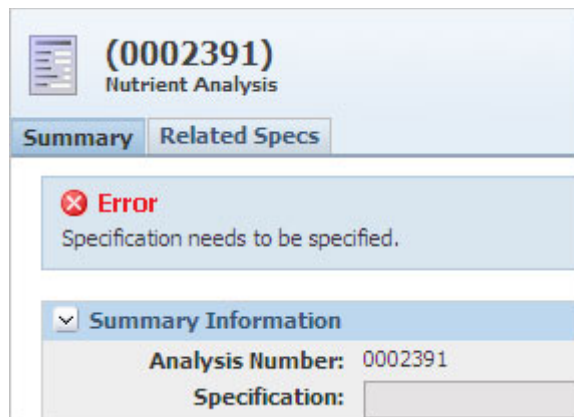 (0002391)
Nutrient Analysis
Summary Related Specs
Error
Specification needs to be specified.
Summary Information
Analysis Number: 0002391
Specification: